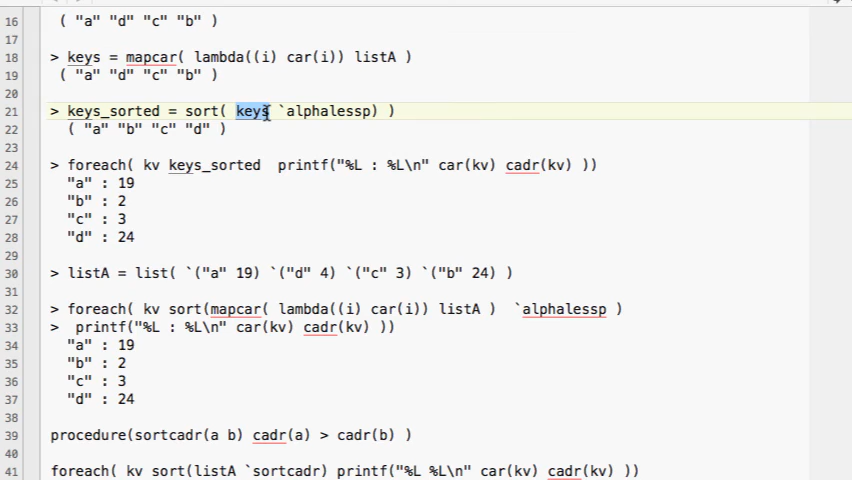 16 ( "a" "d" "c" "b" )
17
18 > keys = mapcar( lambda((i) car(i)) listA )
19 ( "a" "d" "c" "b" )
20
21 > keys_sorted = sort( keys `alphalessp) )
22 ( "a" "b" "c" "d" )
23
24 > foreach( kv keys_sorted  printf("%L : %L\n" car(kv) cadr(kv) ))
25 "a" : 19
26 "b" : 2
27 "c" : 3
28 "d" : 24
29
30 > listA = list( `("a" 19) `("d" 4) `("c" 3) `("b" 24) )
31
32 > foreach( kv sort(mapcar( lambda((i) car(i)) listA )  `alphalessp )
33 >  printf("%L : %L\n" car(kv) cadr(kv) ))
34 "a" : 19
35 "b" : 2
36 "c" : 3
37 "d" : 24
38
39 procedure(sortcadr(a b) cadr(a) > cadr(b) )
40
41 foreach( kv sort(listA `sortcadr) printf("%L %L\n" car(kv) cadr(kv) ))